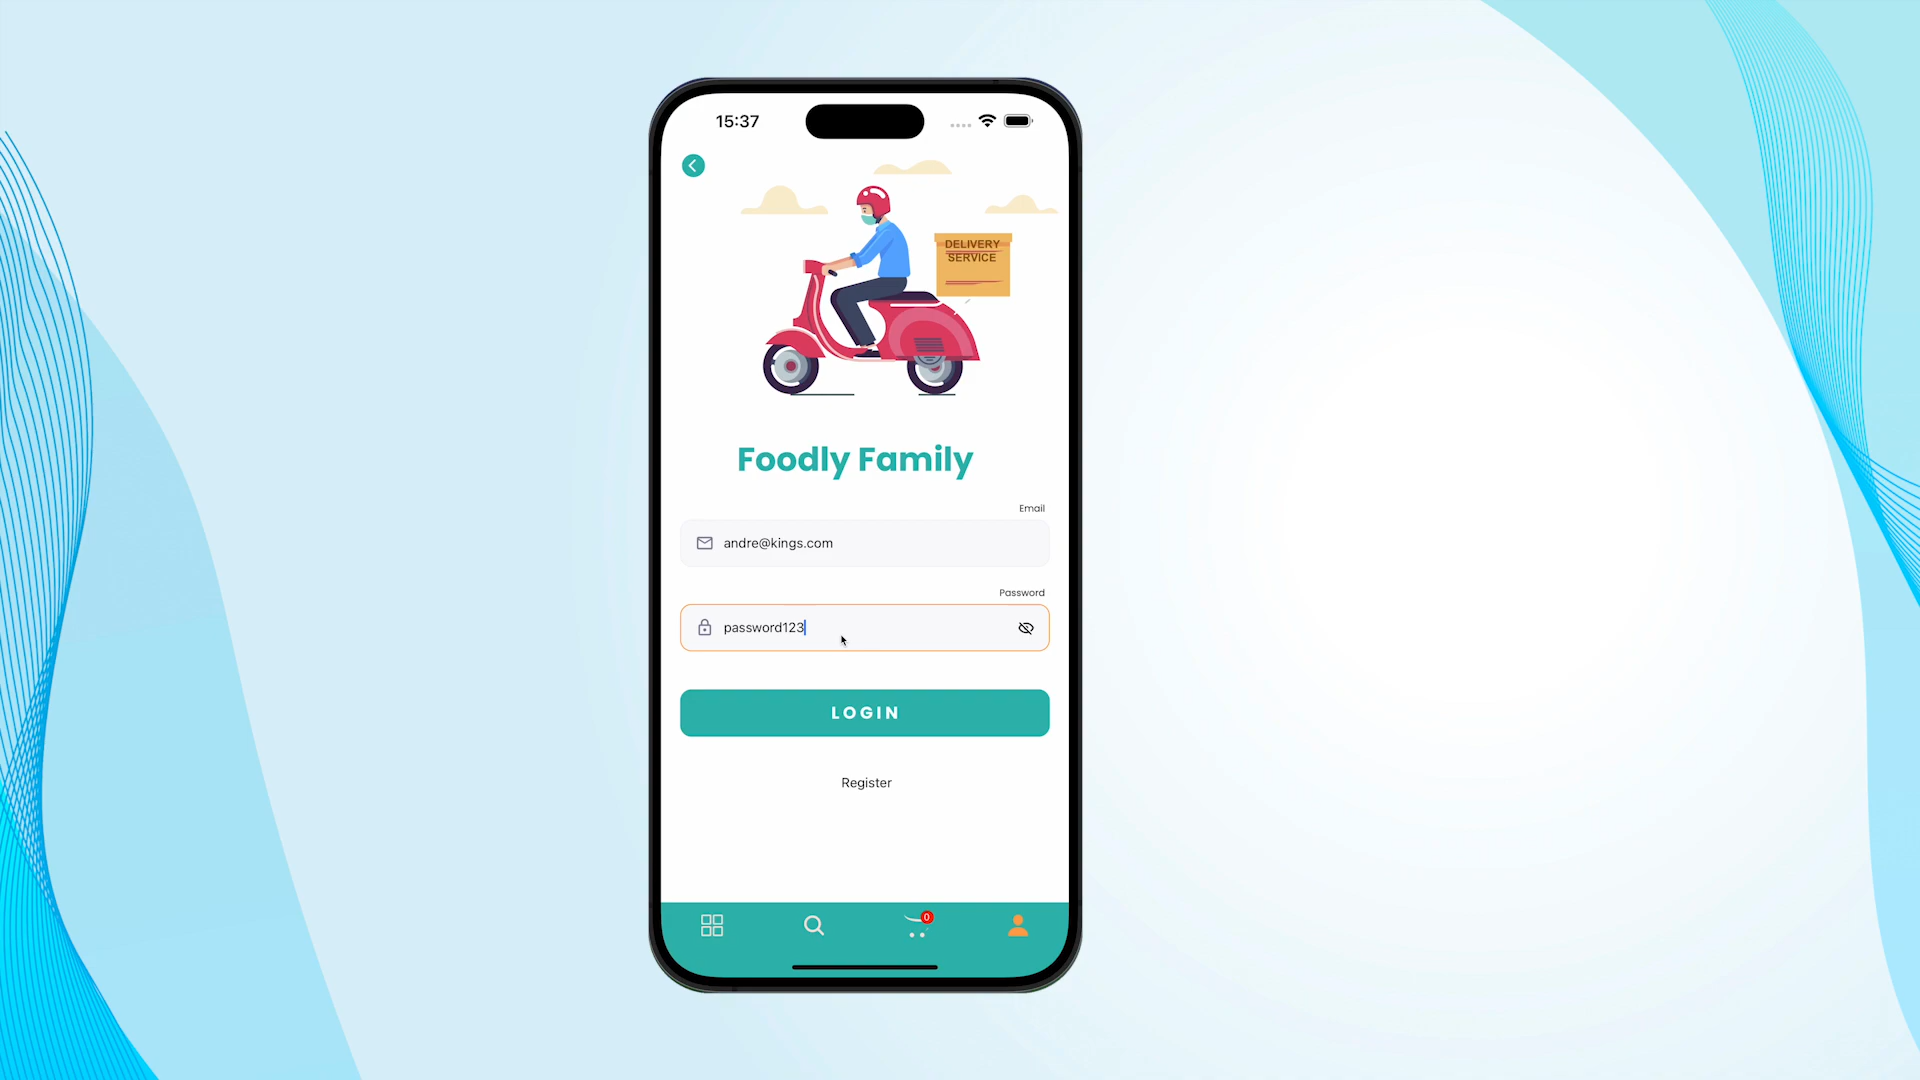 15:37
DELIVERY
SERVICE
Foodly Family
Email
andre@kings.com
Password
password123
LOGIN
Register
0